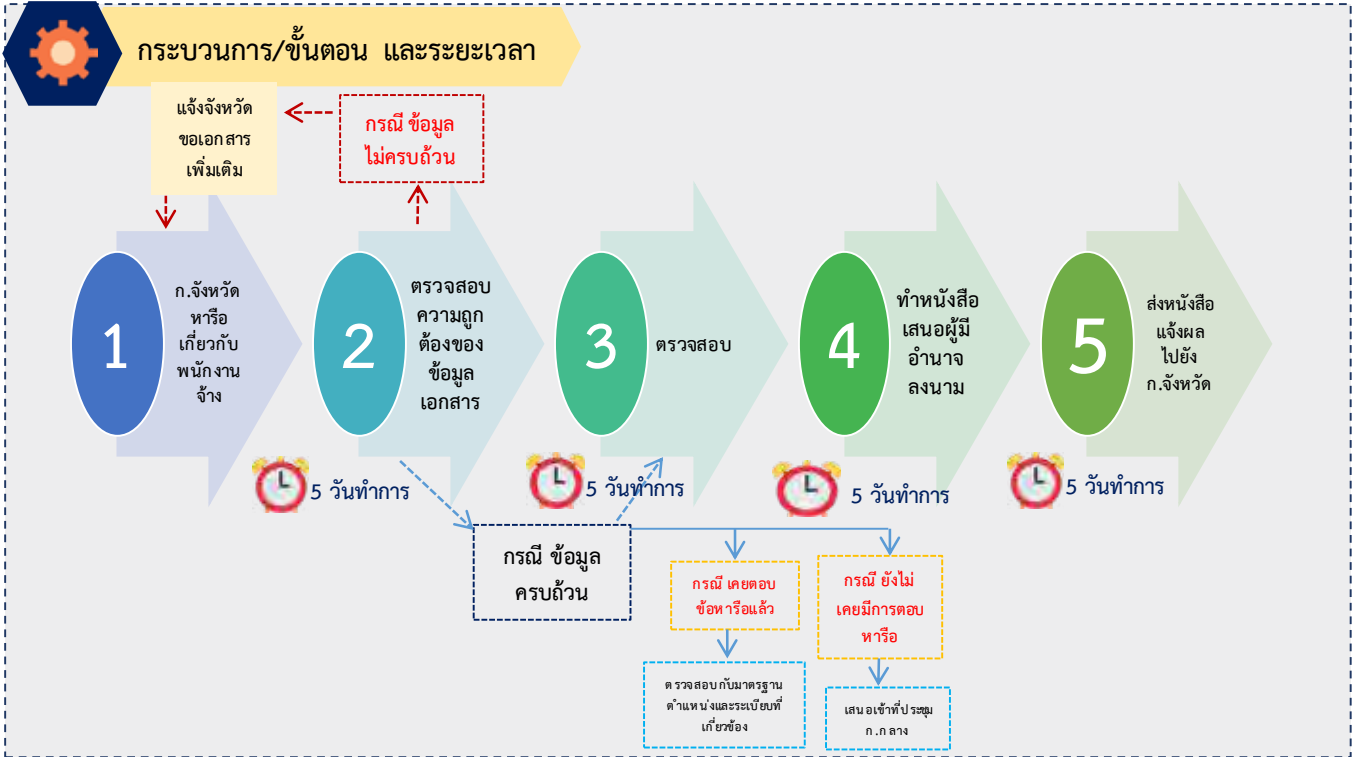 กระบวนการ/ขั้นตอน และระยะเวลา
แจ้งจังหวัด
ขอเอกสาร
เพิ่มเติม
กรณี ข้อมูล
ไม่ครบถ้วน
1
ก.จังหวัด
หารือ
เกี่ยวกับ
พนักงาน
จ้าง
2
ตรวจสอบ
ความถูก
ต้องของ
ข้อมูล
เอกสาร
3
ตรวจสอบ
4
ทำหนังสือ
เสนอผู้มี
อำนาจ
ลงนาม
5
ส่งหนังสือ
แจ้งผล
ไปยัง
ก.จังหวัด
5 วันทำการ
5 วันทำการ
5 วันทำการ
5 วันทำการ
กรณี ข้อมูล
ครบถ้วน
กรณี เคยตอบ
ข้อหารือแล้ว
กรณี ยังไม่
เคยมีการตอบ
หารือ
ตรวจสอบกับมาตรฐาน
ตำแหน่งและระเบียบที่
เกี่ยวข้อง
เสนอเข้าที่ประชุม
ก.กลาง